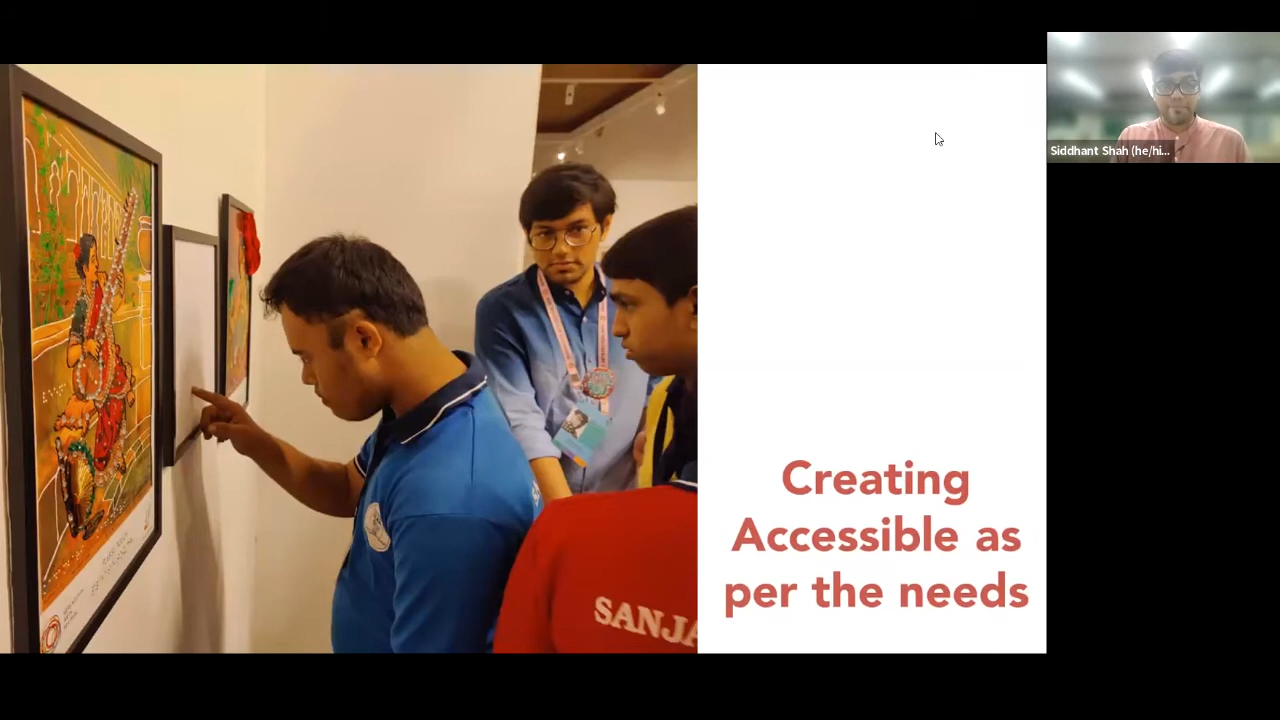 Creating
Accessible as
per the needs
Siddhant Shah (he/hi...
SANJA